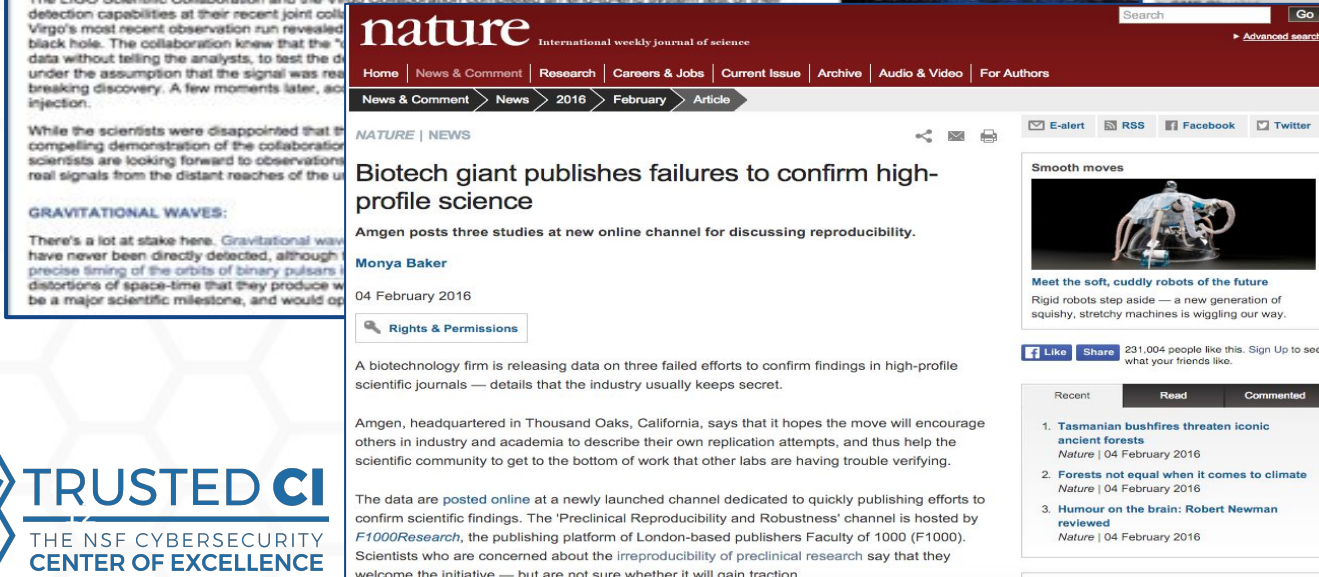 detection capabilities at their recent joint
Virgo's most recent observation run revealed
black hole. The collaboration knew that the
data without telling the analysts, to test the
under the assumption that the signal was
breaking discovery. A few moments later,
injection.
While the scientists were disappointed that
compelling demonstration of the
scientists are looking forward to observations
real signals from the distant reaches of the
GRAVITATIONAL WAVES:
There's a lot at stake here. Gravitational
have never been directly detected, although
precise timing of the orbits of binary pulsars
distortions of space-time that they produce
be a major scientific milestone, and would
nature International weekly journal of science
Search Go
Advanced search
Home News & Comment Research Careers & Jobs Current Issue Archive Audio & Video For Authors
News & Comment News 2016 February Article
NATURE | NEWS
Biotech giant publishes failures to confirm high-
profile science
Amgen posts three studies at new online channel for discussing reproducibility.
Monya Baker
04 February 2016
Rights & Permissions
A biotechnology firm is releasing data on three failed efforts to confirm findings in high-profile
scientific journals — details that the industry usually keeps secret.
Amgen, headquartered in Thousand Oaks, California, says that it hopes the move will encourage
others in industry and academia to describe their own replication attempts, and thus help the
scientific community to get to the bottom of work that other labs are having trouble verifying.
The data are posted online at a newly launched channel dedicated to quickly publishing efforts to
confirm scientific findings. The 'Preclinical Reproducibility and Robustness' channel is hosted by
F1000Research, the publishing platform of London-based publishers Faculty of 1000 (F1000).
Scientists who are concerned about the irreproducibility of preclinical research say that they
welcome the initiative — but are not sure whether it will gain traction.
E-alert RSS Facebook Twitter
Smooth moves
Meet the soft, cuddly robots of the future
Rigid robots step aside — a new generation of
squishy, stretchy machines is wiggling our way.
Like Share 231,004 people like this. Sign Up to see
what your friends like.
Recent Read Commented
1. Tasmanian bushfires threaten iconic
ancient forests
Nature | 04 February 2016
2. Forests not equal when it comes to climate
Nature | 04 February 2016
3. Humour on the brain: Robert Newman
reviewed
Nature | 04 February 2016
TRUSTED CI
THE NSF CYBERSECURITY
CENTER OF EXCELLENCE